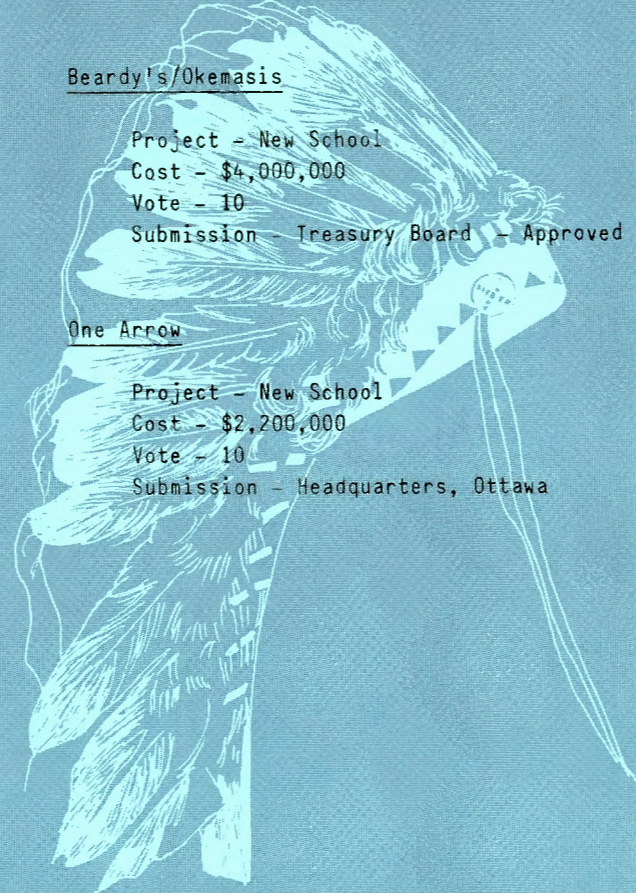 Beardy's/Okemasis
Project - New School
Cost - $4,000,000
Vote - 10
Submission - Treasury Board - Approved
One Arrow
Project - New School
Cost - $2,200,000
Vote - 10
Submission - Headquarters, Ottawa